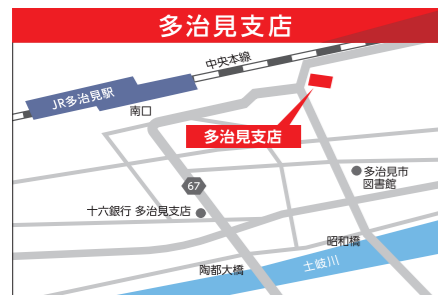 多治見支店
中央本線
JR多治見駅
南口
多治見支店
多治見市
図書館
67
十六銀行 多治見支店
昭和橋
土岐川
陶都大橋